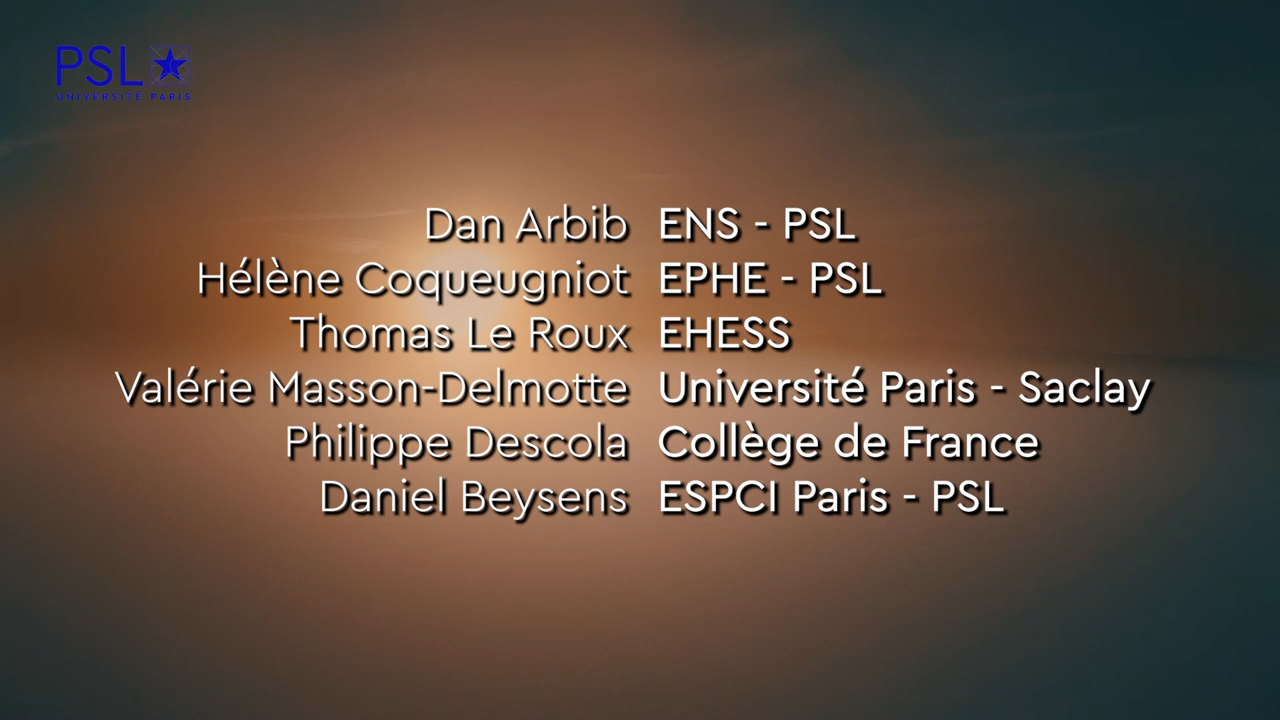 PSL
UNIVERSITÉ PARIS
Dan Arbib ENS - PSL
Hélène Coqueugniot EPHE - PSL
Thomas Le Roux EHESS
Valérie Masson-Delmotte Université Paris - Saclay
Philippe Descola Collège de France
Daniel Beysens ESPCI Paris - PSL